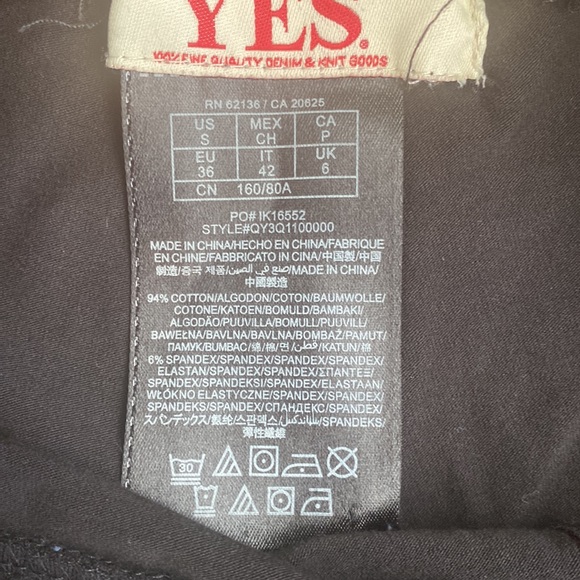 YES®
100% FINE QUALITY DENIM & KNIT GOODS
RN 62136 / CA 20625
US MEX CA
S CH P
EU IT UK
36 42 6
CN 160/80A
PO# IK16552
STYLE#QY3Q1100000
MADE IN CHINA/HECHO EN CHINA/FABRIQUE
EN CHINE/FABBRICATO IN CINA/中国製/中国
製造/중국 제품/صنع في الصين/MADE IN CHINA/
中國製造
94% COTTON/ALGODON/COTON/BAUMWOLLE/
COTONE/KATOEN/BOMULD/BAMBAKI/
ALGODÃO/PUUVILLA/BOMULL/PUUVILL/
BAWEŁNA/BAVLNA/BAVLNA/BOMBAŽ/PAMUT/
ПАМУК/BUMBAC/綿/棉/면/قطن/KATUN/棉
6% SPANDEX/SPANDEX/SPANDEX/SPANDEX/
ELASTAN/SPANDEX/SPANDEX/ΣΠΑΝΤΕΞ/
SPANDEX/SPANDEKSI/SPANDEX/ELASTAAN/
WŁÓKNO ELASTYCZNE/SPANDEX/SPANDEX/
SPANDEKS/SPANDEX/СПАНДЕКС/SPANDEX/
スパンデックス/氨纶/스판덱스/سباندكس/SPANDEKS/
彈性纖維
30